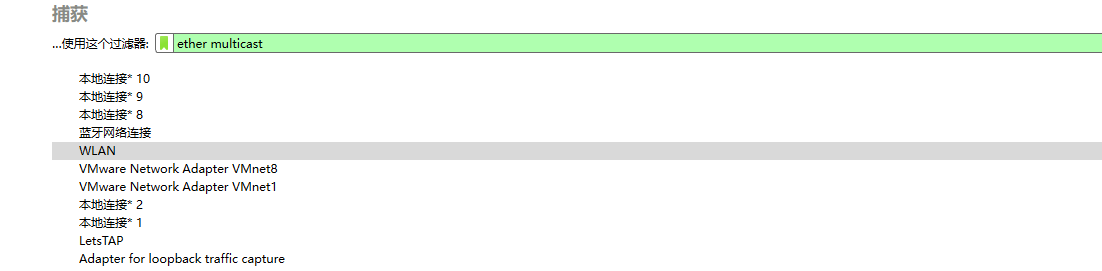 捕获
...使用这个过滤器: ether multicast
本地连接* 10
本地连接* 9
本地连接* 8
蓝牙网络连接
WLAN
VMware Network Adapter VMnet8
VMware Network Adapter VMnet1
本地连接* 2
本地连接* 1
LetsTAP
Adapter for loopback traffic capture